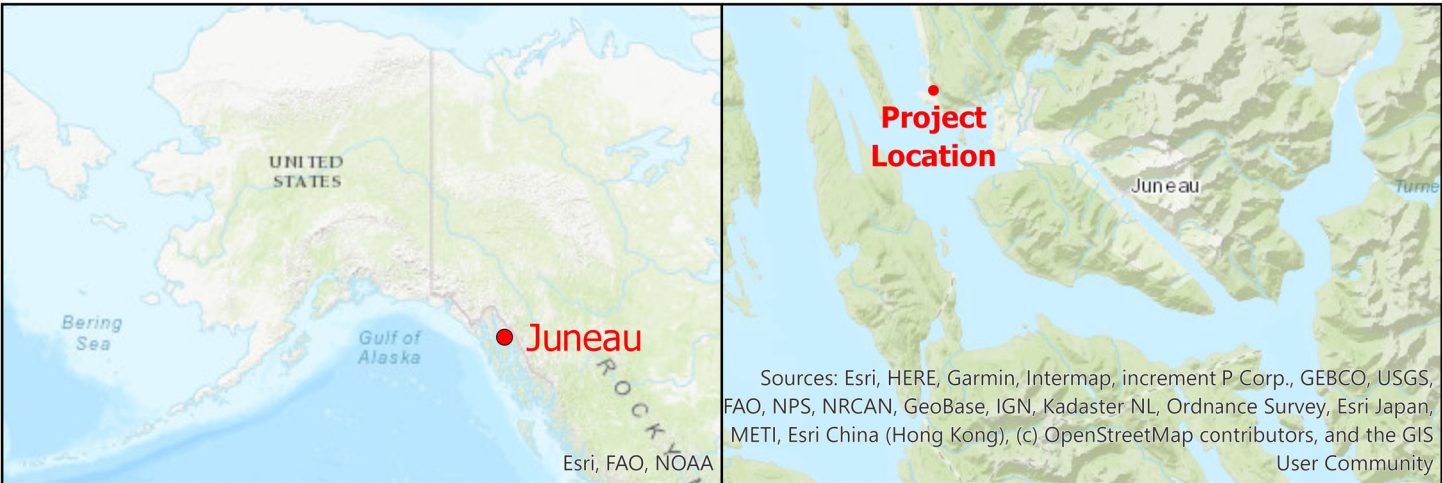 UNITED
STATES
Bering
Sea
Gulf of
Alaska
Juneau
ROCKY
Esri, FAO, NOAA
Project
Location
Juneau
Turne
Sources: Esri, HERE, Garmin, Intermap, increment P Corp., GEBCO, USGS,
FAO, NPS, NRCAN, GeoBase, IGN, Kadaster NL, Ordnance Survey, Esri Japan,
METI, Esri China (Hong Kong), (c) OpenStreetMap contributors, and the GIS
User Community